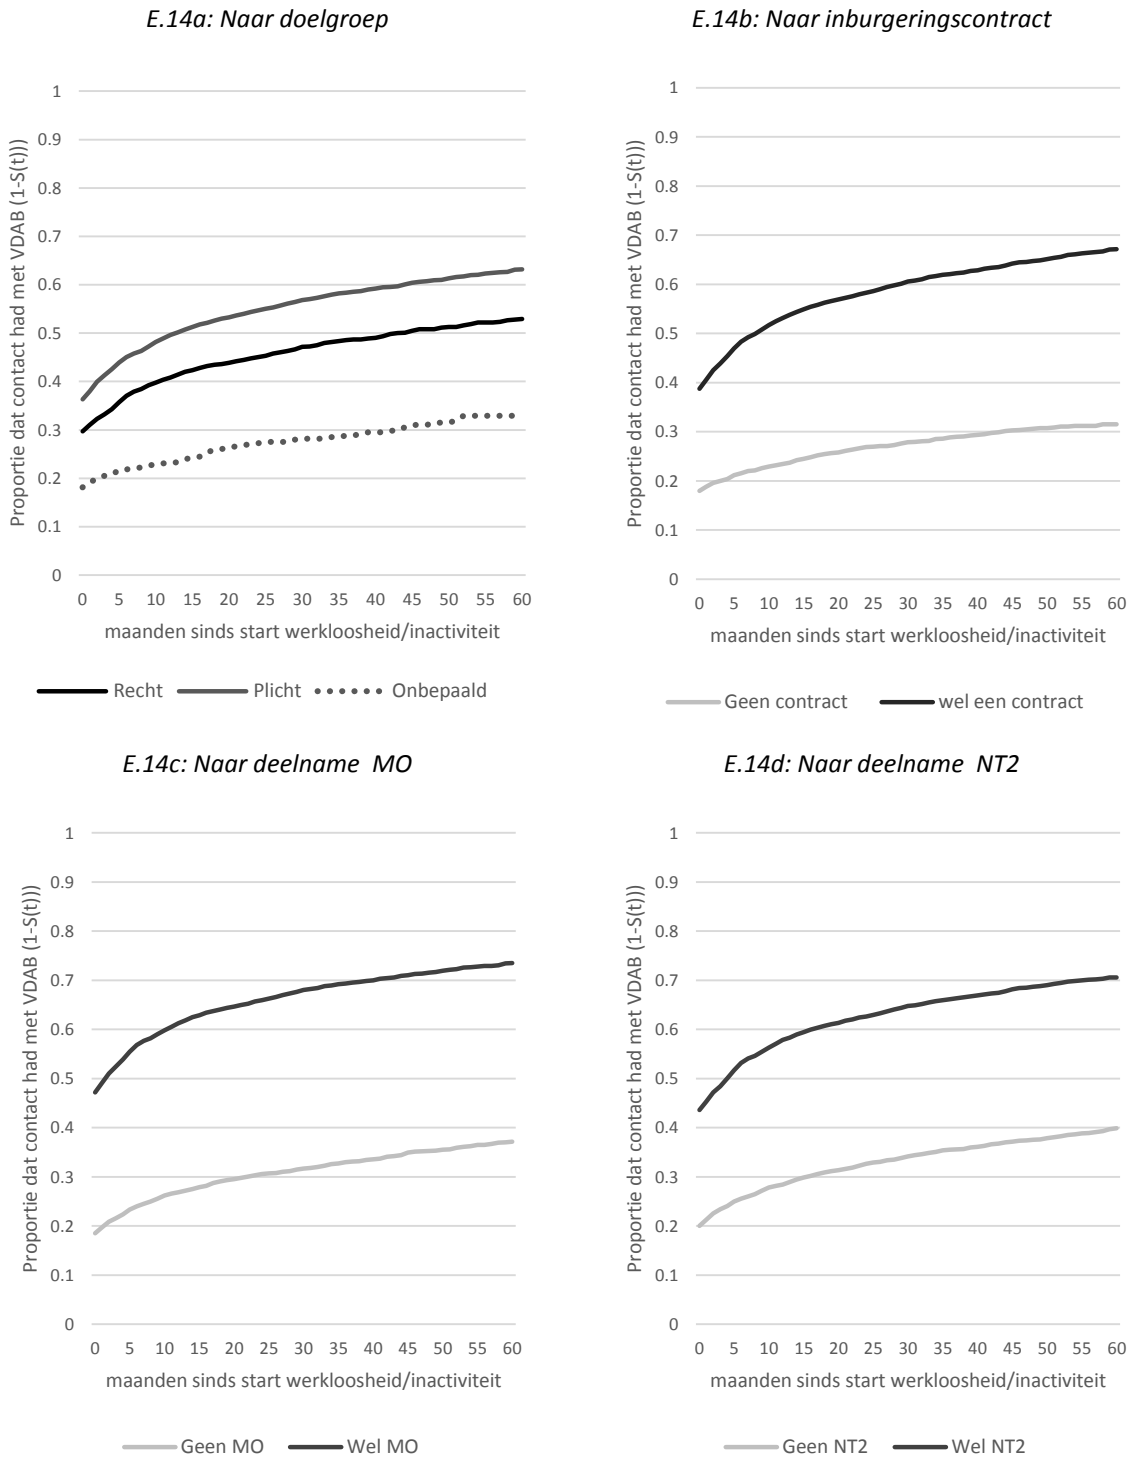 E.14a: Naar doelgroep
Proportie dat contact had met VDAB (1-S(t)))
1
0.9
0.8
0.7
0.6
0.5
0.4
0.3
0.2
0.1
0
0 5 10 15 20 25 30 35 40 45 50 55 60
maanden sinds start werkloosheid/inactiviteit
Recht Plicht Onbepaald
E.14b: Naar inburgeringscontract
Proportie dat contact had met VDAB (1-S(t)))
1
0.9
0.8
0.7
0.6
0.5
0.4
0.3
0.2
0.1
0
0 5 10 15 20 25 30 35 40 45 50 55 60
maanden sinds start werkloosheid/inactiviteit
Geen contract wel een contract
E.14c: Naar deelname MO
Proportie dat contact had met VDAB (1-S(t)))
1
0.9
0.8
0.7
0.6
0.5
0.4
0.3
0.2
0.1
0
0 5 10 15 20 25 30 35 40 45 50 55 60
maanden sinds start werkloosheid/inactiviteit
Geen MO Wel MO
E.14d: Naar deelname NT2
Proportie dat contact had met VDAB (1-S(t)))
1
0.9
0.8
0.7
0.6
0.5
0.4
0.3
0.2
0.1
0
0 5 10 15 20 25 30 35 40 45 50 55 60
maanden sinds start werkloosheid/inactiviteit
Geen NT2 Wel NT2